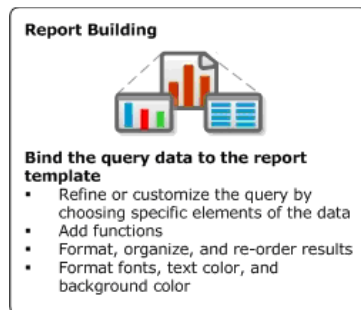 Report Building
Bind the query data to the report
template
▪ Refine or customize the query by
choosing specific elements of the data
▪ Add functions
▪ Format, organize, and re-order results
▪ Format fonts, text color, and
background color